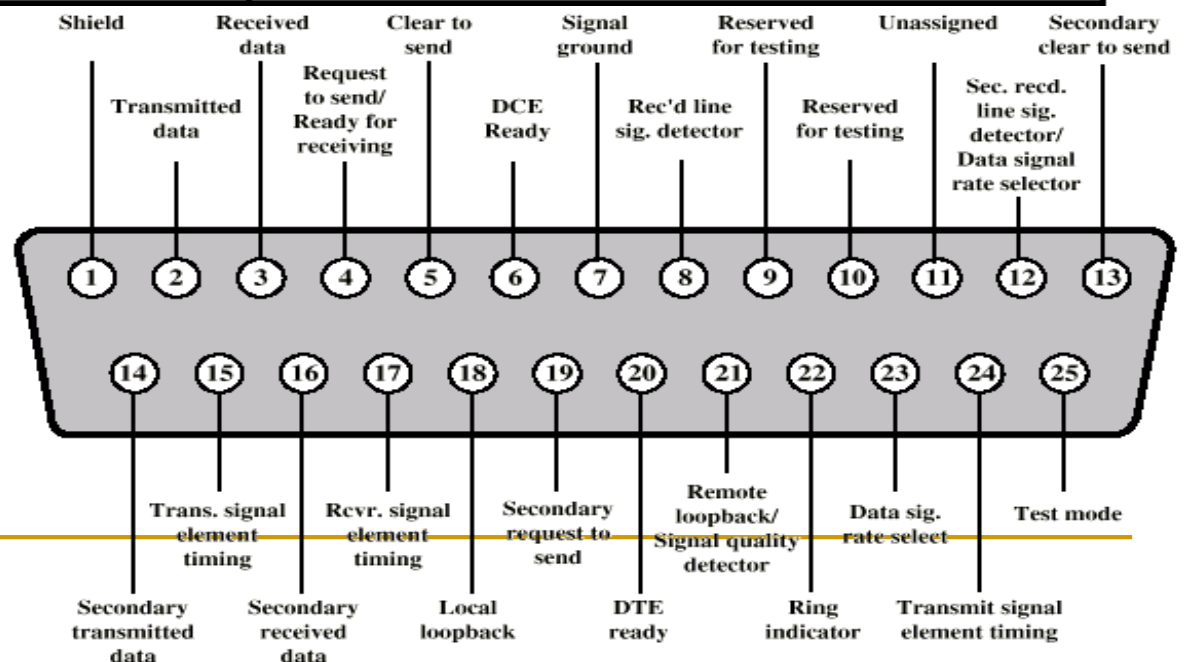 Shield
Received
data
Clear to
send
Signal
ground
Reserved
for testing
Unassigned
Secondary
clear to send
Transmitted
data
Request
to send/
Ready for
receiving
DCE
Ready
Rec'd line
sig. detector
Reserved
for testing
Sec. recd.
line sig.
detector/
Data signal
rate selector
1 2 3 4 5 6 7 8 9 10 11 12 13
14 15 16 17 18 19 20 21 22 23 24 25
Trans. signal
element
timing
Rcvr. signal
element
timing
Secondary
request to
send
Remote
loopback/
Signal quality
detector
Data sig.
rate select
Test mode
Secondary
transmitted
data
Secondary
received
data
Local
loopback
DTE
ready
Ring
indicator
Transmit signal
element timing